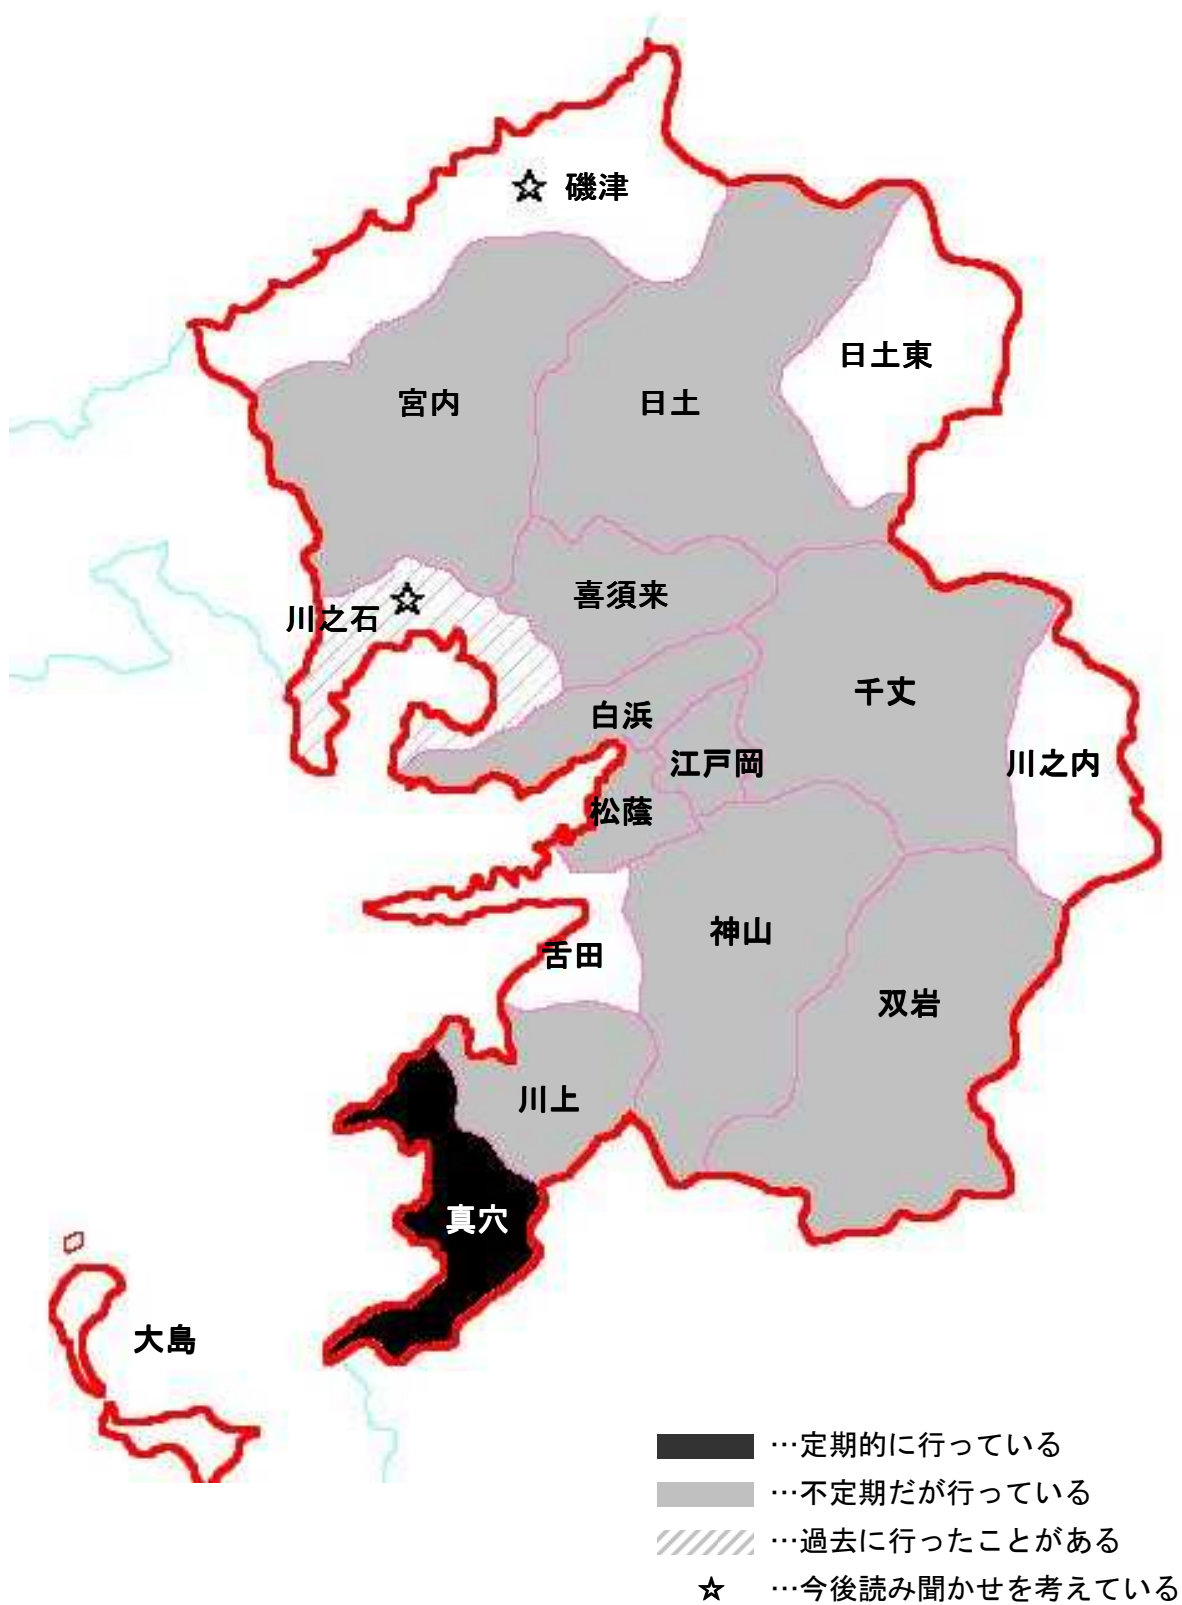 ☆ 磯津
日土東
宮内
日土
喜須来
☆
川之石
千丈
白浜
江戸岡
川之内
松蔭
神山
舌田
双岩
川上
真穴
大島
…定期的に行っている
…不定期だが行っている
…過去に行ったことがある
☆ …今後読み聞かせを考えている